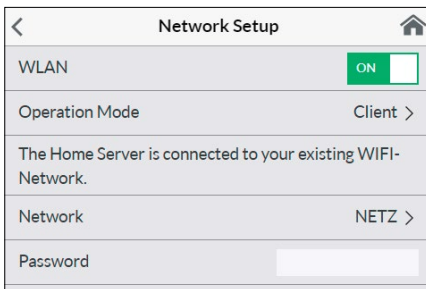 Network Setup
WLAN ON
Operation Mode Client >
The Home Server is connected to your existing WIFI-
Network.
Network NETZ >
Password